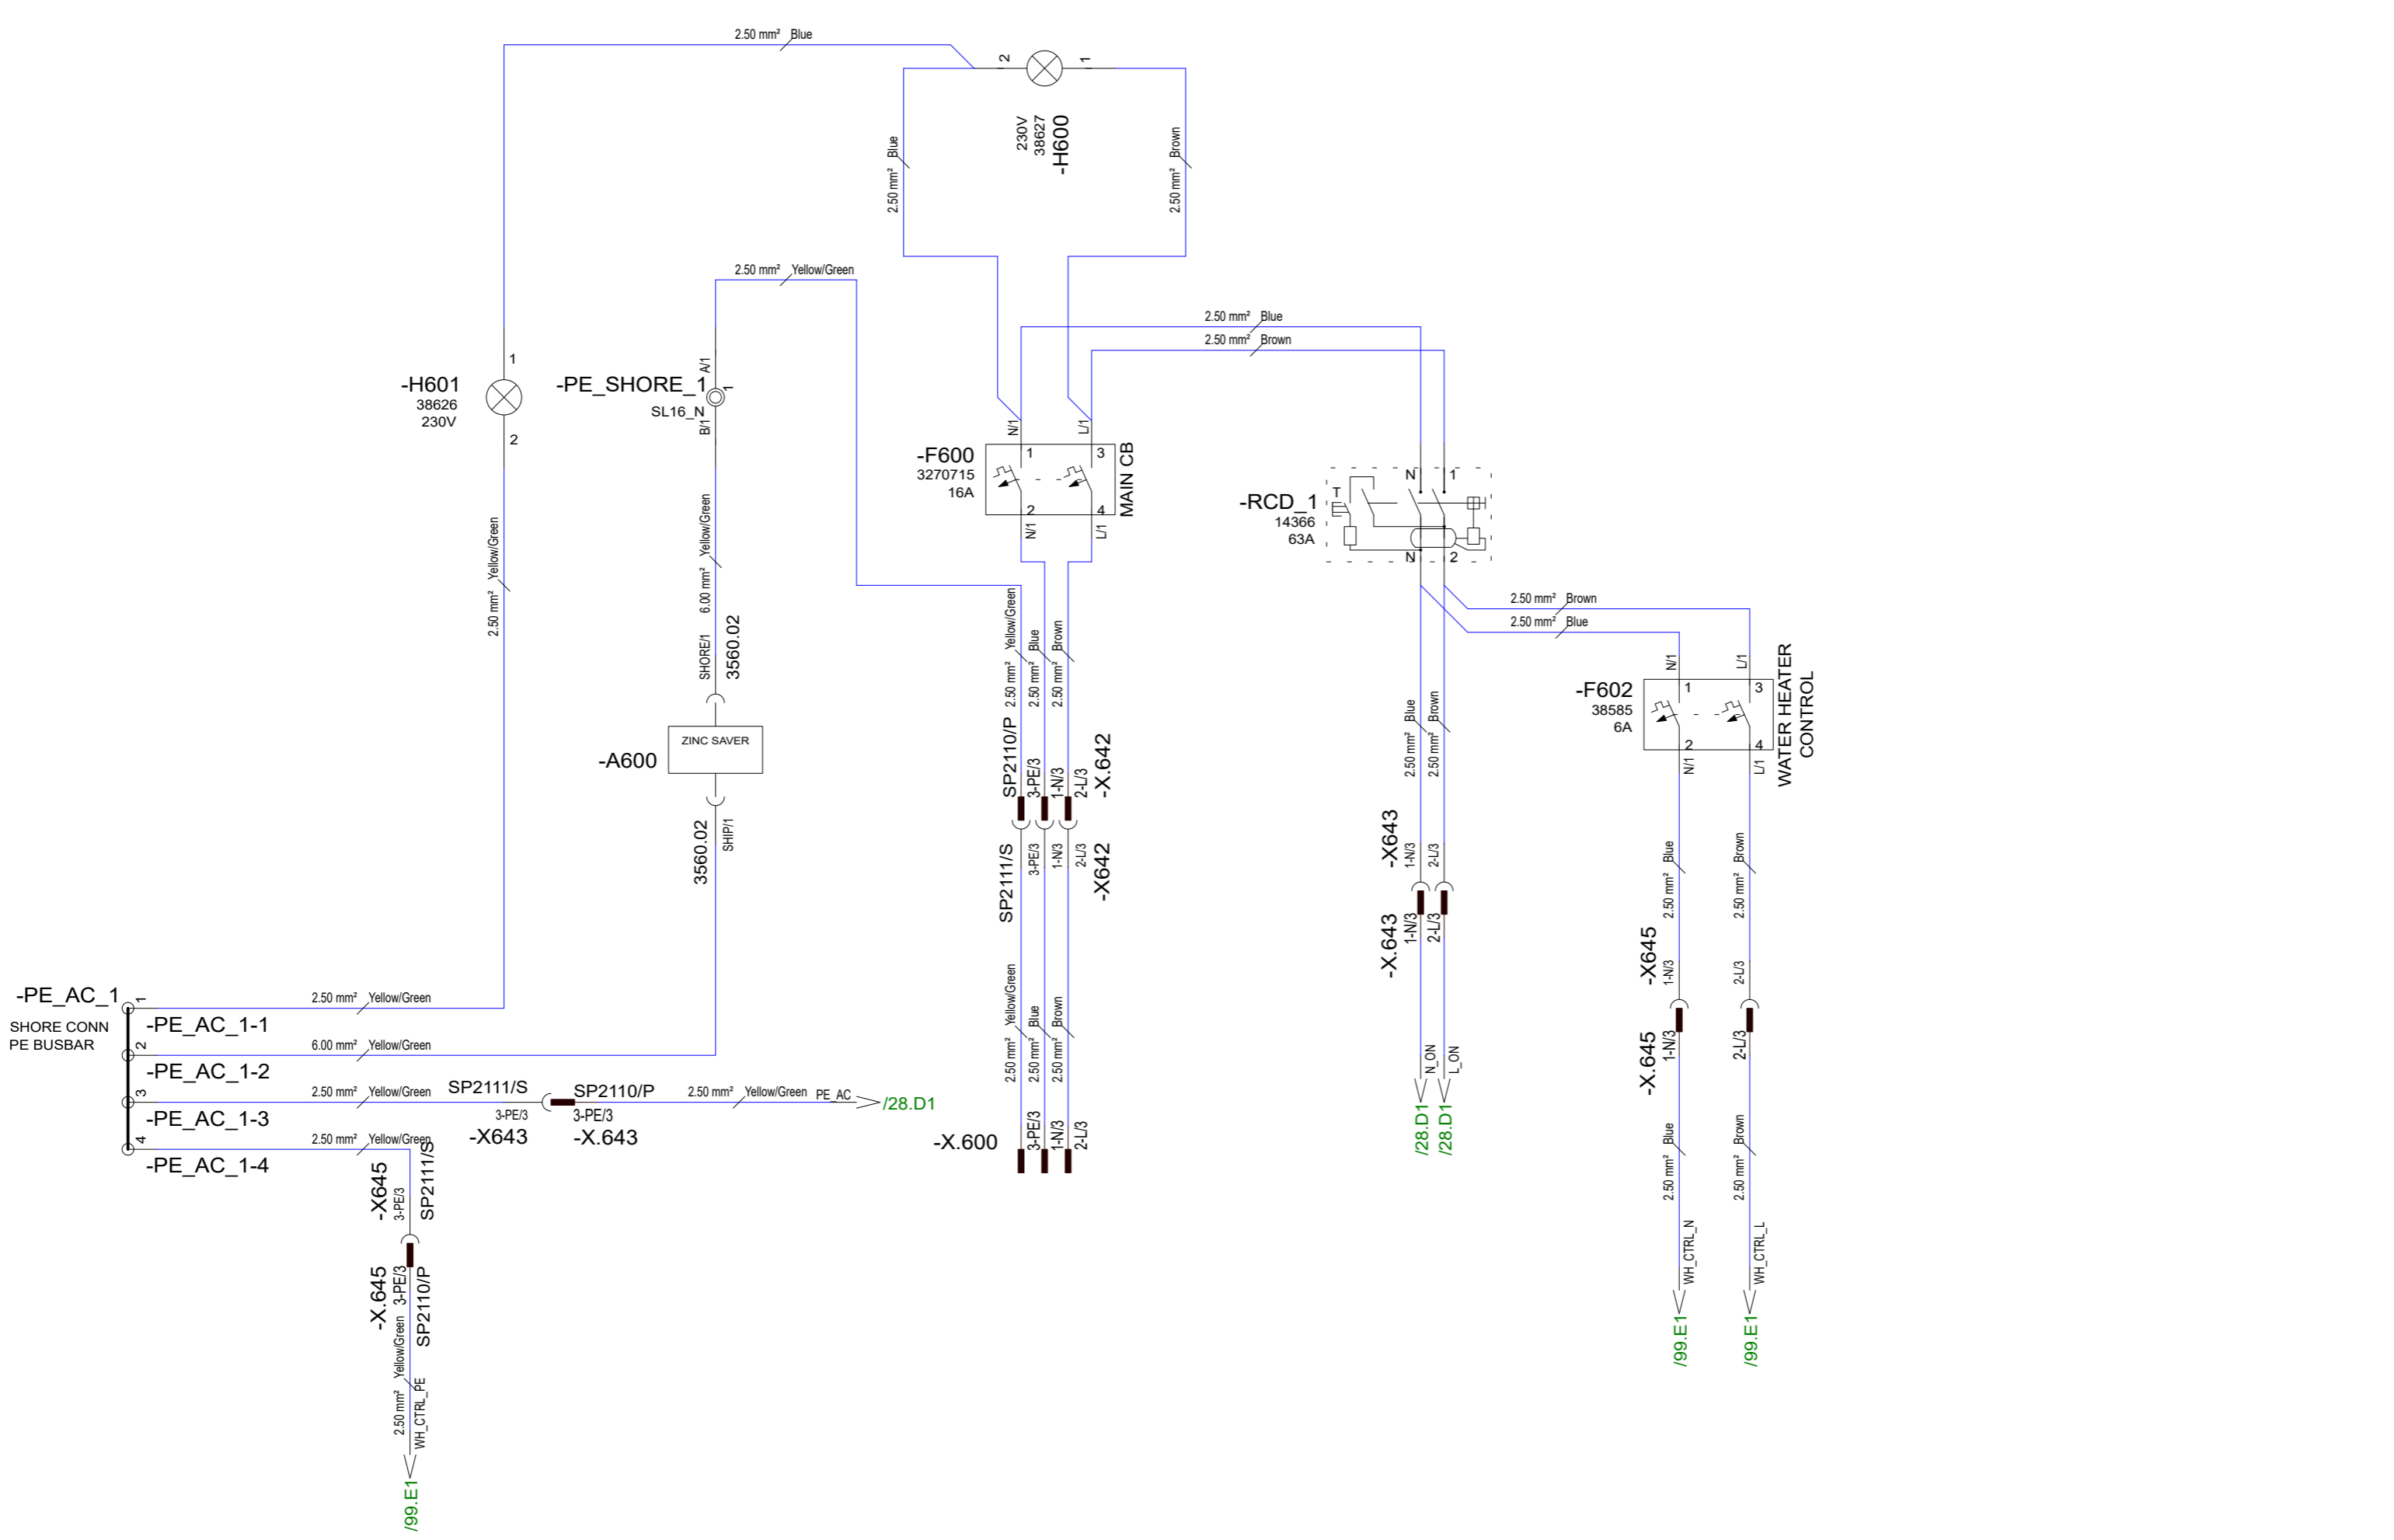 2.50 mm² Blue
2
1
230V
38627
-H600
2.50 mm² Blue
2.50 mm² Brown
2.50 mm² Yellow/Green
2.50 mm² Blue
2.50 mm² Brown
1
-H601
38626
230V
2
A/1
-PE_SHORE_1
1
SL16_N
B/1
N/1
L/1
-F600
3270715
16A
1
3
2
4
MAIN CB
N/1
L/1
-RCD_1
14366
63A
T
N
1
N
2
2.50 mm² Yellow/Green
6.00 mm² Yellow/Green
SHORE/1
3560.02
ZINC SAVER
-A600
3560.02
SHIP/1
2.50 mm² Yellow/Green
2.50 mm² Blue
2.50 mm² Brown
SP2110/P
3-PE/3
1-N/3
2-L/3
-X.642
SP2111/S
3-PE/3
1-N/3
2-L/3
-X642
2.50 mm² Yellow/Green
2.50 mm² Blue
2.50 mm² Brown
-X.600
3-PE/3
1-N/3
2-L/3
2.50 mm² Brown
2.50 mm² Blue
2.50 mm² Blue
2.50 mm² Brown
-X643
1-N/3
2-L/3
-X.643
1-N/3
2-L/3
N_ON
L_ON
/28.D1
/28.D1
N/1
L/1
-F602
38585
6A
1
3
2
4
WATER HEATER
CONTROL
N/1
L/1
2.50 mm² Blue
2.50 mm² Brown
-X645
1-N/3
2-L/3
-X.645
1-N/3
2-L/3
2.50 mm² Blue
2.50 mm² Brown
WH_CTRL_N
WH_CTRL_L
/99.E1
/99.E1
-PE_AC_1
SHORE CONN
PE BUSBAR
1
2.50 mm² Yellow/Green
-PE_AC_1-1
2
6.00 mm² Yellow/Green
-PE_AC_1-2
3
2.50 mm² Yellow/Green
-PE_AC_1-3
SP2111/S
3-PE/3
-X643
SP2110/P
3-PE/3
-X.643
2.50 mm² Yellow/Green
PE_AC
/28.D1
4
2.50 mm² Yellow/Green
-PE_AC_1-4
-X645
3-PE/3
SP2111/S
-X.645
3-PE/3
SP2110/P
2.50 mm² Yellow/Green
WH_CTRL_PE
/99.E1